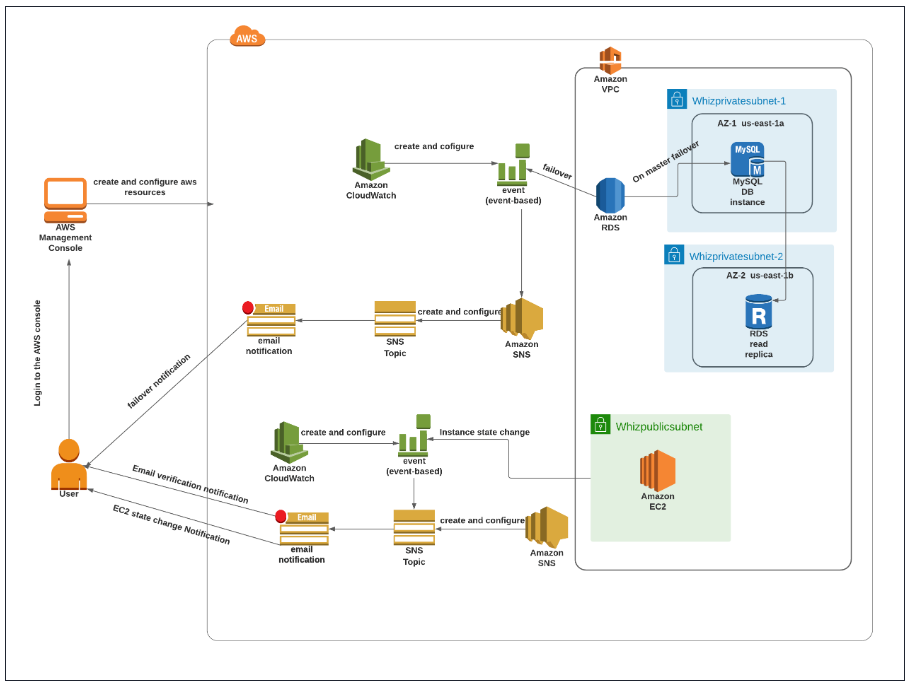 AWS
Amazon
VPC
Whizprivatesubnet-1
AZ-1 us-east-1a
MySQL
M
MySQL
DB
instance
On master failover
Amazon
RDS
failover
create and cofigure
Amazon
CloudWatch
event
(event-based)
create and configure aws
resources
AWS
Management
Console
Login to the AWS console
Whizprivatesubnet-2
AZ-2 us-east-1b
R
RDS
read
replica
Email
email
notification
SNS
Topic
create and configure
Amazon
SNS
failover notification
User
Email verification notification
EC2 state change Notification
create and configure
Amazon
CloudWatch
event
(event-based)
Instance state change
Whizpublicsubnet
Amazon
EC2
Email
email
notification
SNS
Topic
create and configure
Amazon
SNS